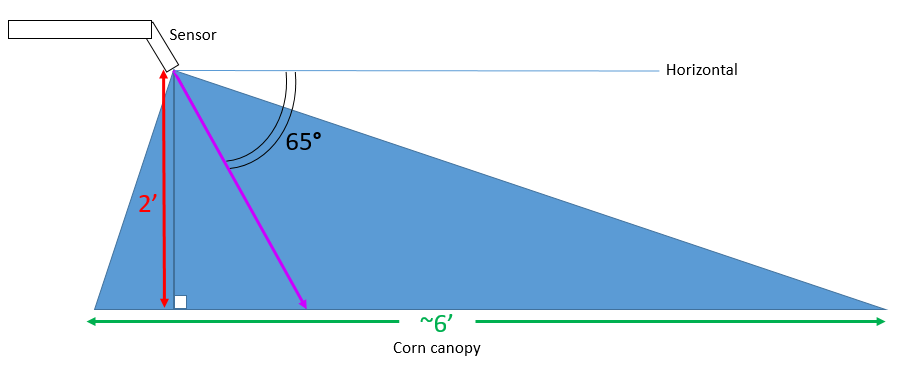 Sensor
Horizontal
65°
2’
~6’
Corn canopy